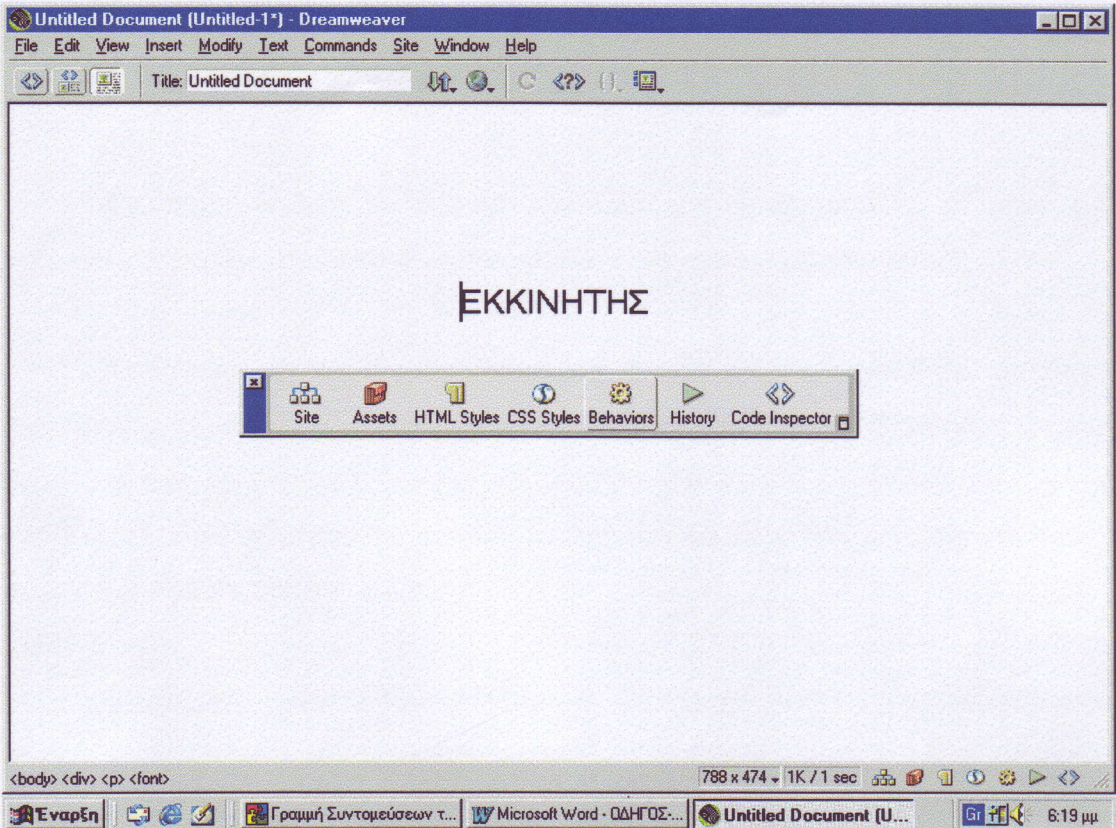 Untitled Document (Untitled-1*) - Dreamweaver
File Edit View Insert Modify Text Commands Site Window Help
Title: Untitled Document
ΕΚΚΙΝΗΤΗΣ
Site Assets HTML Styles CSS Styles Behaviors History Code Inspector
<body> <div> <p> <font>
788 x 474 1K / 1 sec
Έναρξη Γραμμή Συντομεύσεων τ... Microsoft Word - ΟΔΗΓΟΣ-... Untitled Document (U... Gr 6:19 μμ